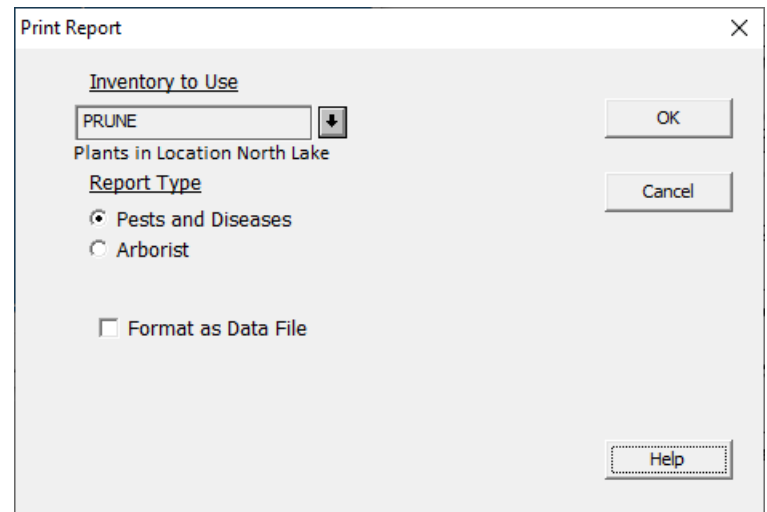 Print Report
Inventory to Use
PRUNE
OK
Plants in Location North Lake
Report Type
Cancel
Pests and Diseases
Arborist
Format as Data File
Help